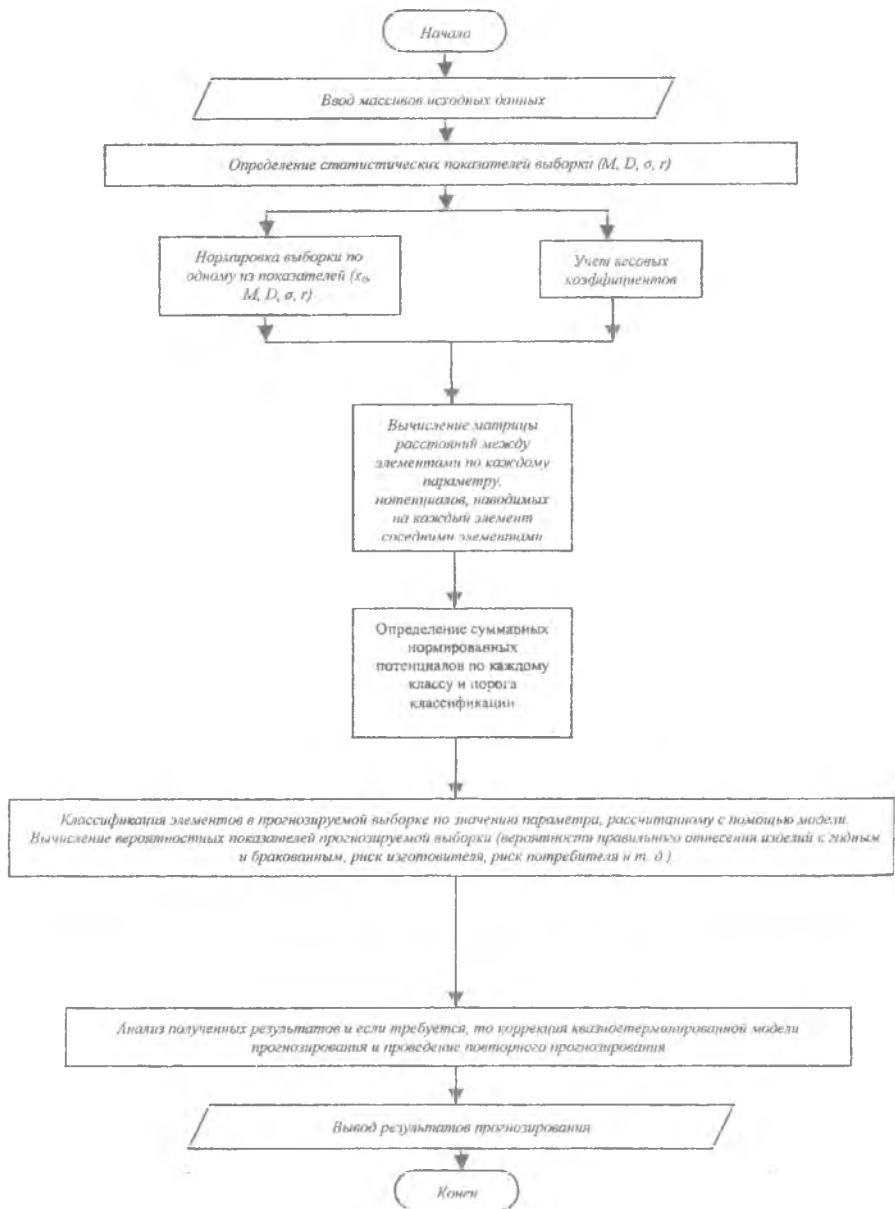 Начало
Ввод массивов исходных данных
Определение статистических показателей выборки (M, D, σ, r)
Нормировка выборки по
одному из показателей (x₀,
M, D, σ, r)
Учет весовых
коэффициентов
Вычисление матрицы
расстояний между
элементами по каждому
параметру,
потенциалов, наводимых
на каждый элемент
соседними элементами
Определение суммарных
нормированных
потенциалов по каждому
классу и порога
классификации
Классификация элементов в прогнозируемой выборке по значению параметра, рассчитанному с помощью модели.
Вычисление вероятностных показателей прогнозируемой выборки (вероятности правильного отнесения изделий к годным
и бракованным, риск изготовителя, риск потребителя и т. д.)
Анализ полученных результатов и если требуется, то коррекция модели
прогнозирования и проведение повторного прогнозирования
Вывод результатов прогнозирования
Конец